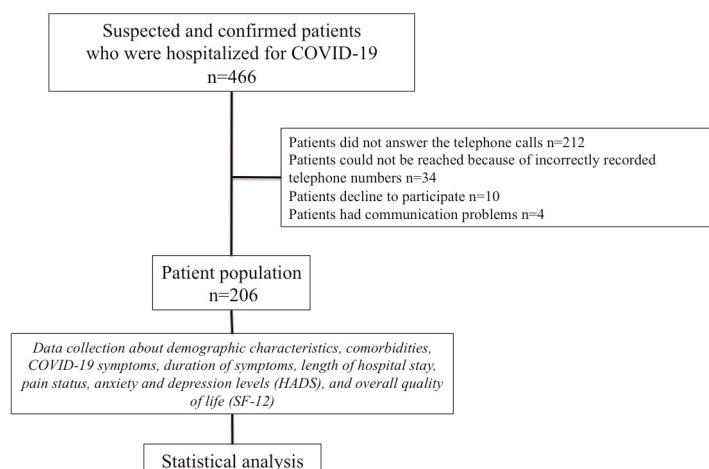 Suspected and confirmed patients
who were hospitalized for COVID-19
n=466
Patients did not answer the telephone calls n=212
Patients could not be reached because of incorrectly recorded
telephone numbers n=34
Patients decline to participate n=10
Patients had communication problems n=4
Patient population
n=206
Data collection about demographic characteristics, comorbidities,
COVID-19 symptoms, duration of symptoms, length of hospital stay,
pain status, anxiety and depression levels (HADS), and overall quality
of life (SF-12)
Statistical analysis